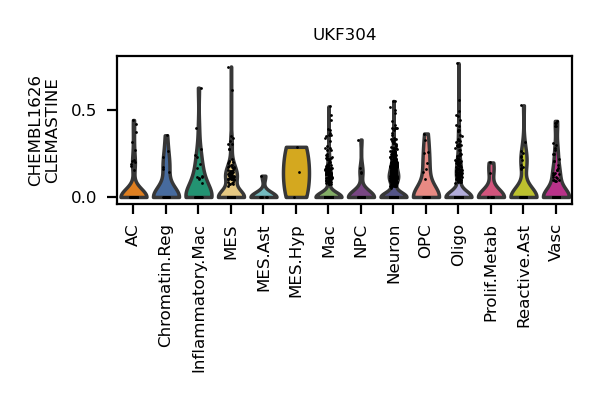 UKF304
CHEMBL1626
CLEMASTINE
0.5
0.0
AC
Chromatin.Reg
Inflammatory.Mac
MES
MES.Ast
MES.Hyp
Mac
NPC
Neuron
OPC
Oligo
Prolif.Metab
Reactive.Ast
Vasc